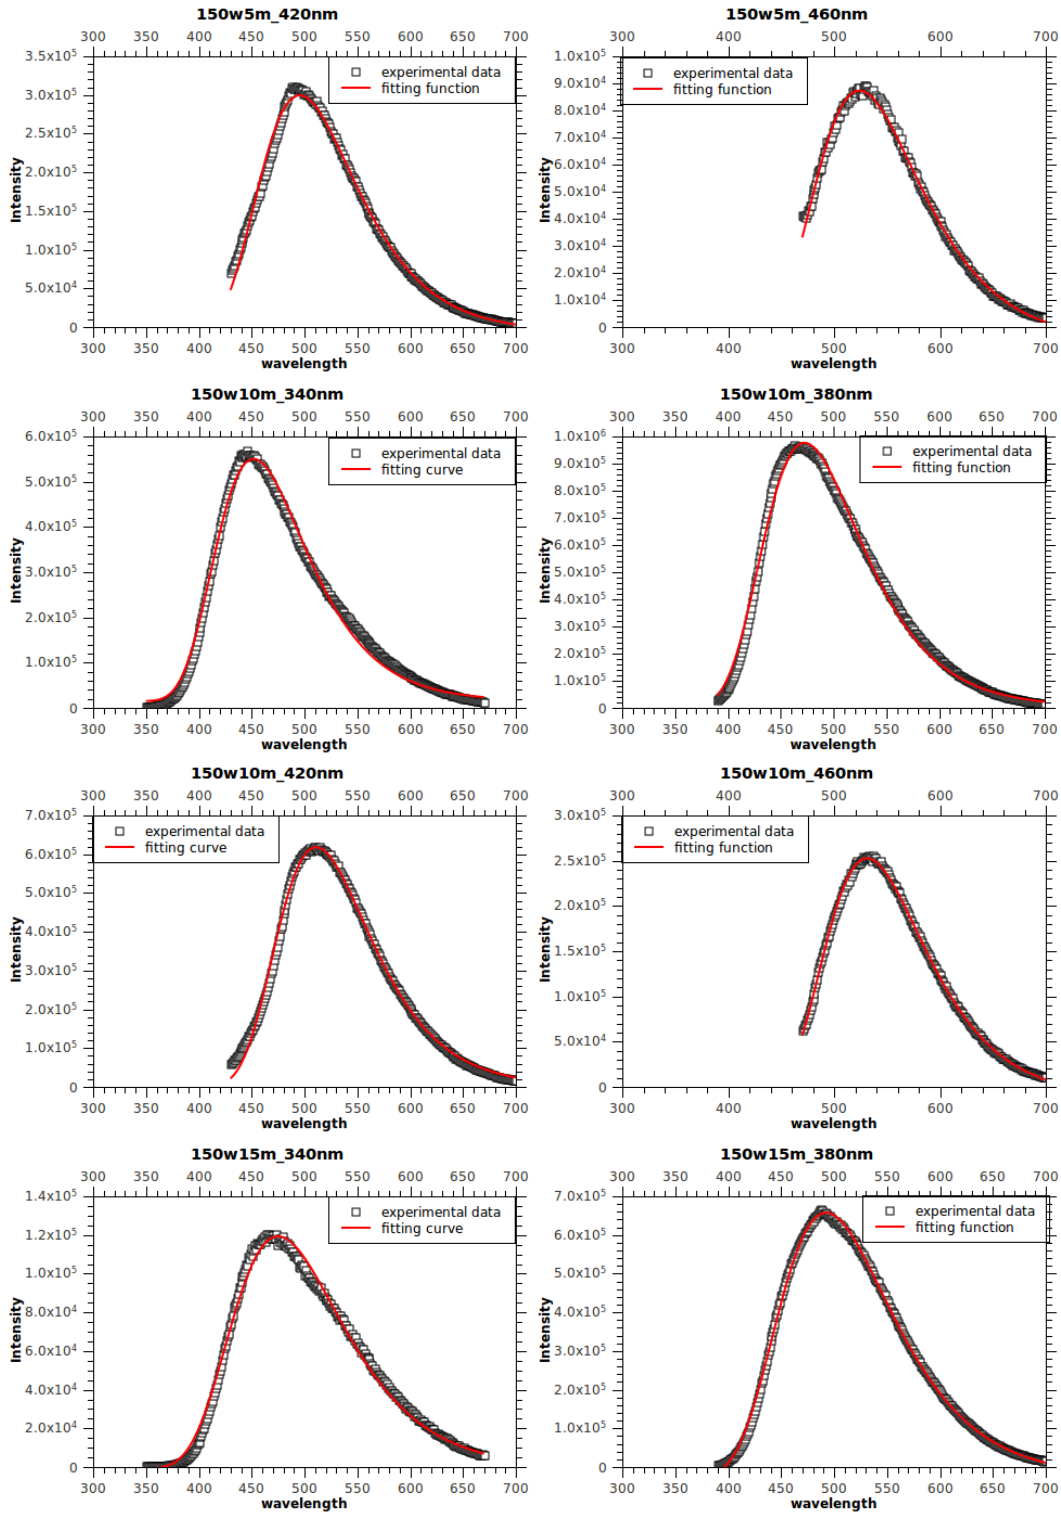 150w5m_420nm
300 350 400 450 500 550 600 650 700
3.5x10⁵
3.0x10⁵
2.5x10⁵
2.0x10⁵
1.5x10⁵
1.0x10⁵
5.0x10⁴
0
Intensity
experimental data
fitting function
300 350 400 450 500 550 600 650 700
wavelength
150w5m_460nm
300 400 500 600 700
1.0x10⁵
9.0x10⁴
8.0x10⁴
7.0x10⁴
6.0x10⁴
5.0x10⁴
4.0x10⁴
3.0x10⁴
2.0x10⁴
1.0x10⁴
0
Intensity
experimental data
fitting function
300 400 500 600 700
wavelength
150w10m_340nm
300 350 400 450 500 550 600 650 700
6.0x10⁵
5.0x10⁵
4.0x10⁵
3.0x10⁵
2.0x10⁵
1.0x10⁵
0
Intensity
experimental data
fitting curve
300 350 400 450 500 550 600 650 700
wavelength
150w10m_380nm
300 350 400 450 500 550 600 650 700
1.0x10⁶
9.0x10⁵
8.0x10⁵
7.0x10⁵
6.0x10⁵
5.0x10⁵
4.0x10⁵
3.0x10⁵
2.0x10⁵
1.0x10⁵
0
Intensity
experimental data
fitting function
300 350 400 450 500 550 600 650 700
wavelength
150w10m_420nm
300 350 400 450 500 550 600 650 700
7.0x10⁵
6.0x10⁵
5.0x10⁵
4.0x10⁵
3.0x10⁵
2.0x10⁵
1.0x10⁵
0
Intensity
experimental data
fitting curve
300 350 400 450 500 550 600 650 700
wavelength
150w10m_460nm
300 400 500 600 700
3.0x10⁵
2.5x10⁵
2.0x10⁵
1.5x10⁵
1.0x10⁵
5.0x10⁴
0
Intensity
experimental data
fitting function
300 400 500 600 700
wavelength
150w15m_340nm
300 350 400 450 500 550 600 650 700
1.4x10⁵
1.2x10⁵
1.0x10⁵
8.0x10⁴
6.0x10⁴
4.0x10⁴
2.0x10⁴
0
Intensity
experimental data
fitting curve
300 350 400 450 500 550 600 650 700
wavelength
150w15m_380nm
300 350 400 450 500 550 600 650 700
7.0x10⁵
6.0x10⁵
5.0x10⁵
4.0x10⁵
3.0x10⁵
2.0x10⁵
1.0x10⁵
0
Intensity
experimental data
fitting function
300 350 400 450 500 550 600 650 700
wavelength